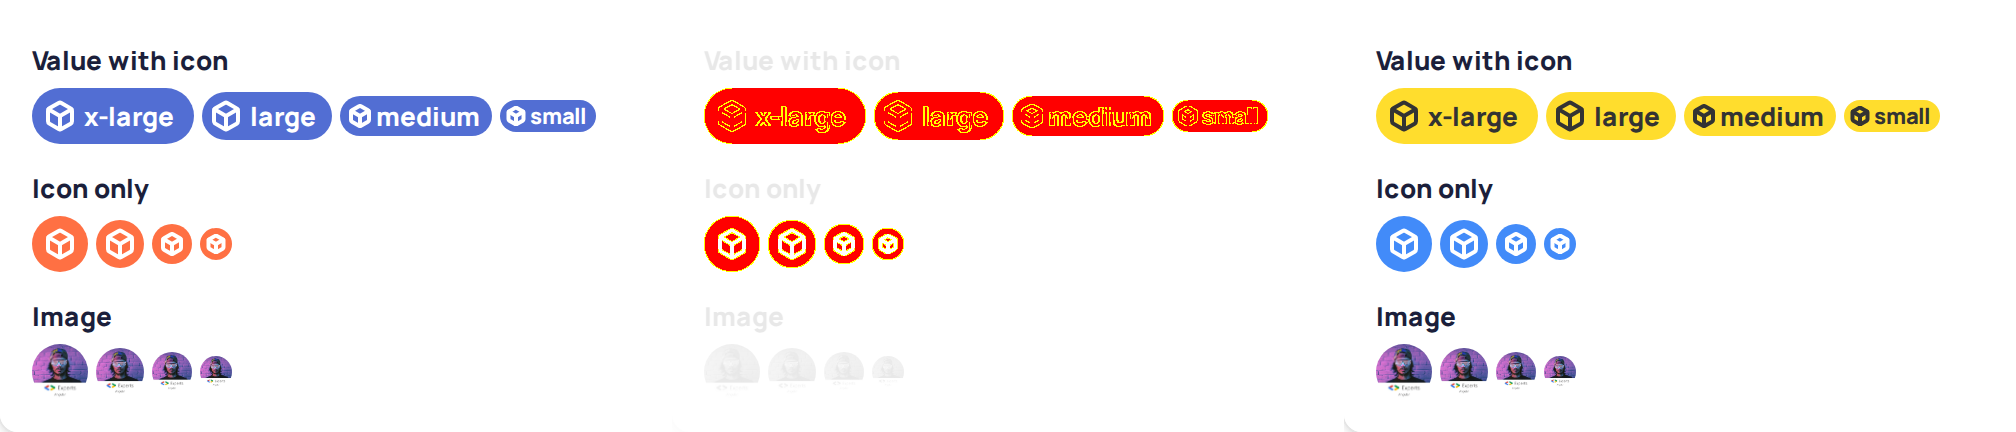 Value with icon Value with icon Value with icon
x-large large medium small x-large large medium small x-large large medium small
Icon only Icon only Icon only
Image Image Image